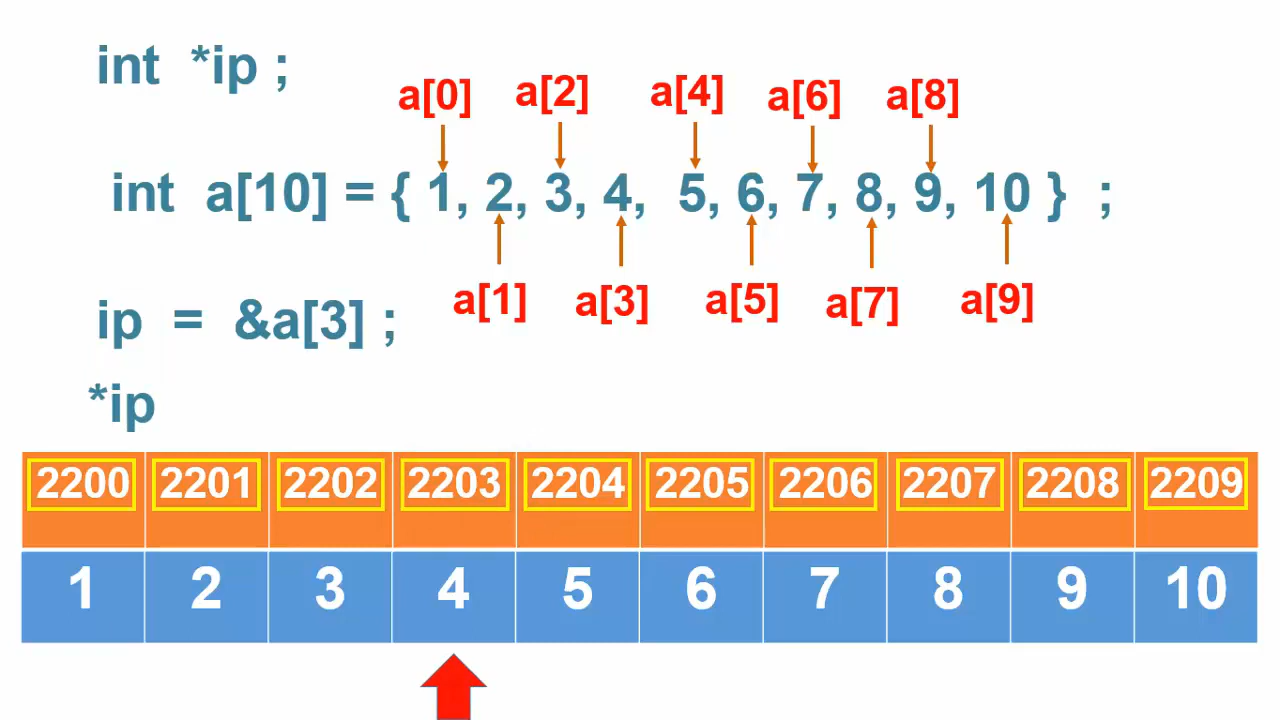 int *ip ;
a[0] a[2] a[4] a[6] a[8]
int a[10] = { 1, 2, 3, 4, 5, 6, 7, 8, 9, 10 } ;
a[1] a[3] a[5] a[7] a[9]
ip = &a[3] ;
*ip
2200 2201 2202 2203 2204 2205 2206 2207 2208 2209
1 2 3 4 5 6 7 8 9 10